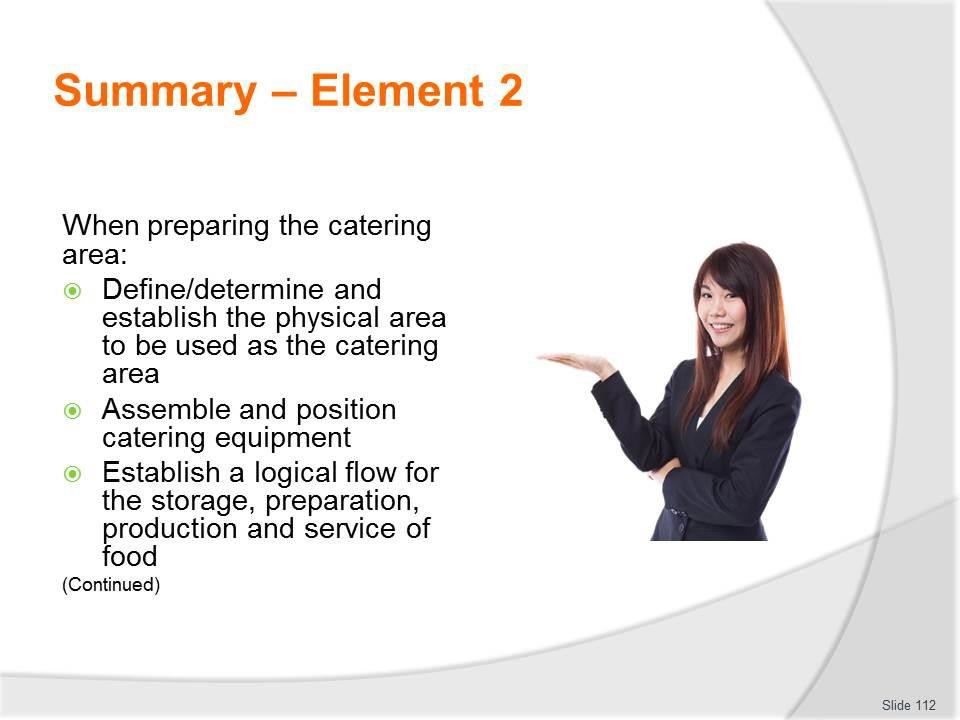 Summary – Element 2
When preparing the catering
area:
Define/determine and
establish the physical area
to be used as the catering
area
Assemble and position
catering equipment
Establish a logical flow for
the storage, preparation,
production and service of
food
(Continued)
Slide 112